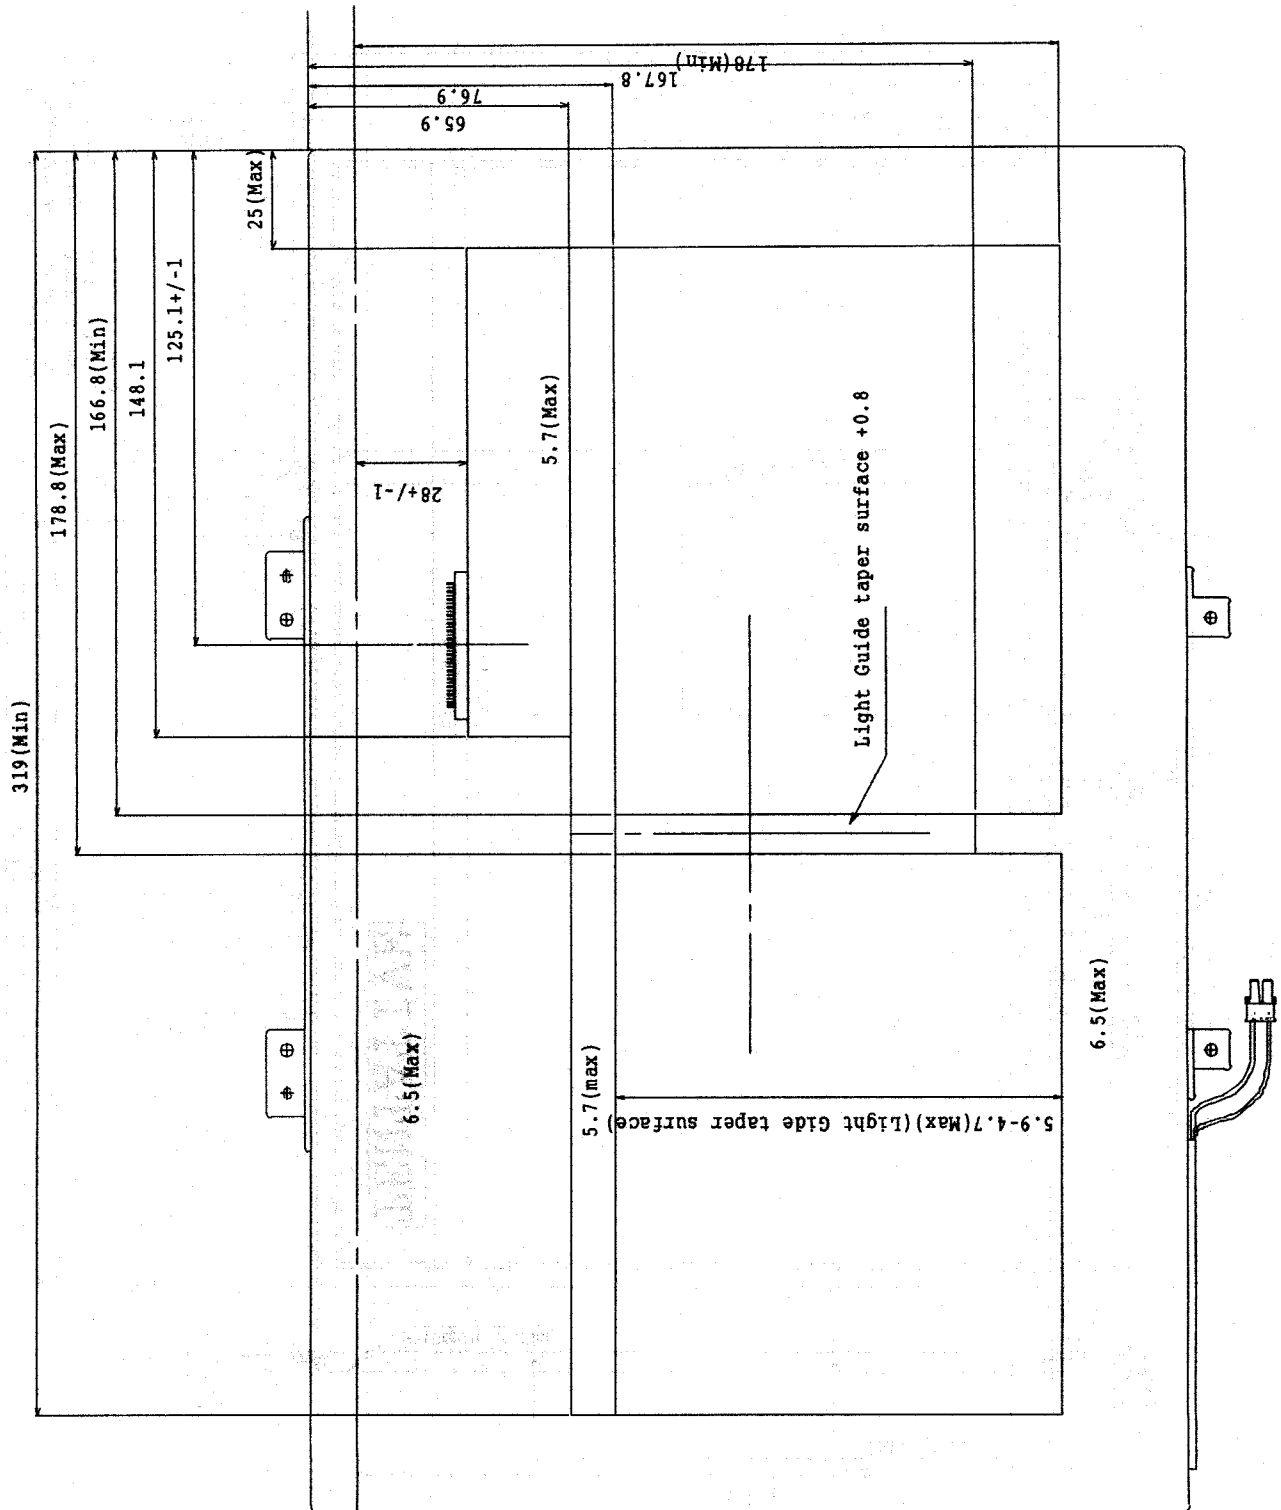 178(Min)
167.8
76.9
65.9
25(Max)
125.1+/-1
148.1
166.8(Min)
178.8(Max)
319(Min)
28+/-1
5.7(Max)
Light Guide taper surface +0.8
6.5(Max)
5.7(max)
5.9-4.7(Max)(Light Gide taper surface)
6.5(Max)